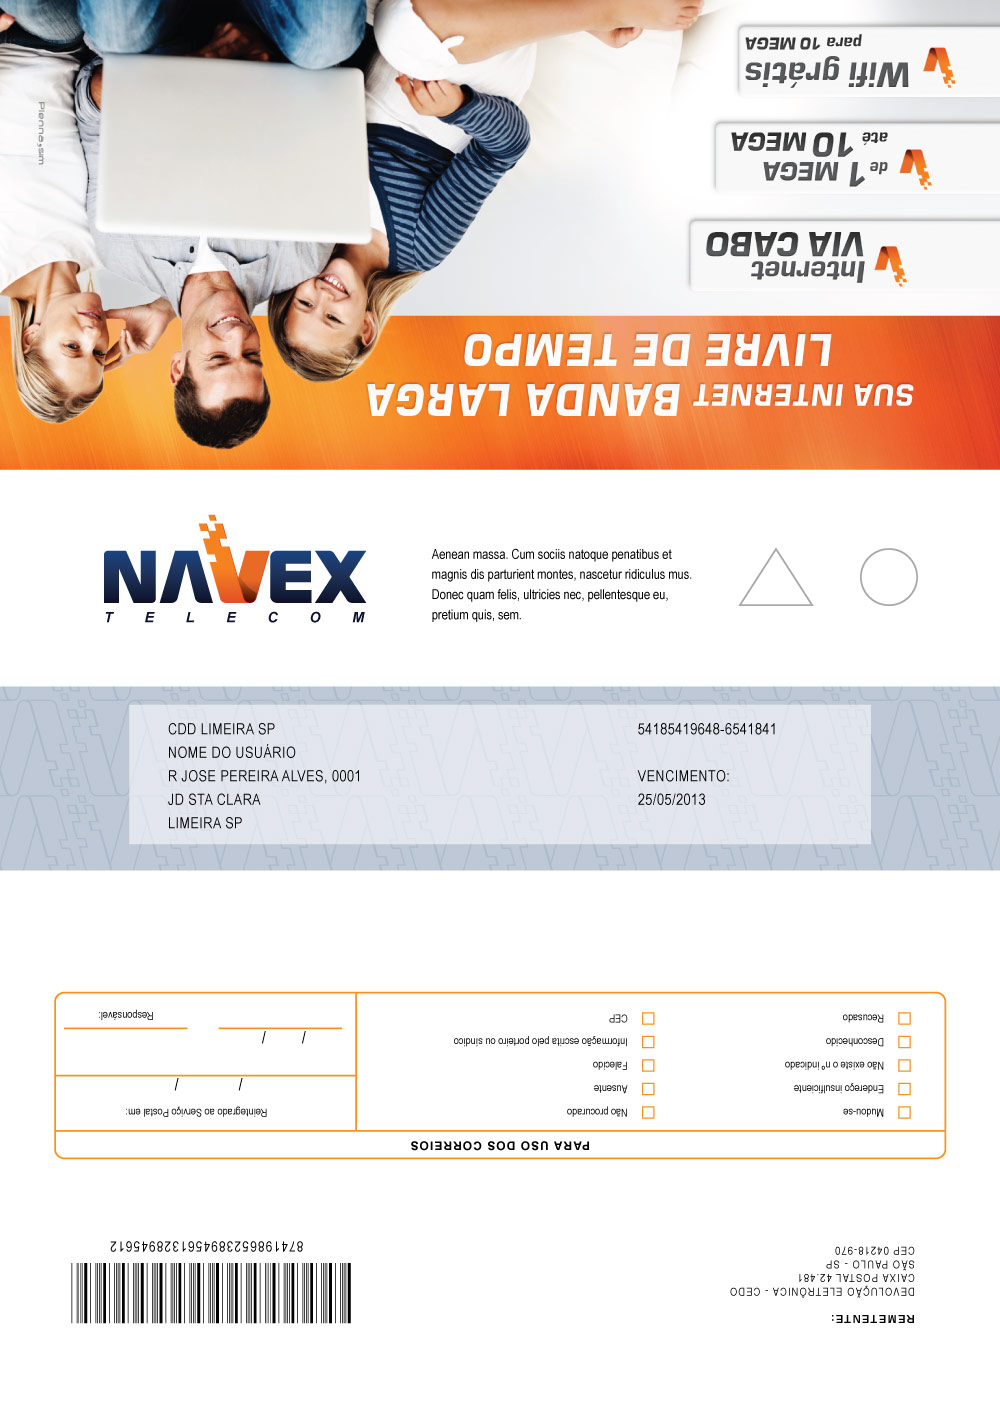 Wifi grátis
para 10 MEGA
de 1 MEGA
até 10 MEGA
Internet
VIA CABO
SUA INTERNET BANDA LARGA
LIVRE DE TEMPO
NAVEX
TELECOM
Aenean massa. Cum sociis natoque penatibus et
magnis dis parturient montes, nascetur ridiculus mus.
Donec quam felis, ultricies nec, pellentesque eu,
pretium quis, sem.
CDD LIMEIRA SP
NOME DO USUÁRIO
R JOSE PEREIRA ALVES, 0001
JD STA CLARA
LIMEIRA SP
54185419648-6541841
VENCIMENTO:
25/05/2013
PARA USO DOS CORREIOS
Mudou-se
Endereço insulficiente
Não existe o nº indicado
Desconhecido
Recusado
Não procurado
Ausente
Falecido
Informação escrita pelo porteiro ou síndico
CEP
Reintegrado ao Serviço Postal em:
/ /
/ /
Responsável:
REMETENTE:
DEVOLUÇÃO ELETRÔNICA - CEDO
CAIXA POSTAL 42.481
SÃO PAULO - SP
CEP 04218-970